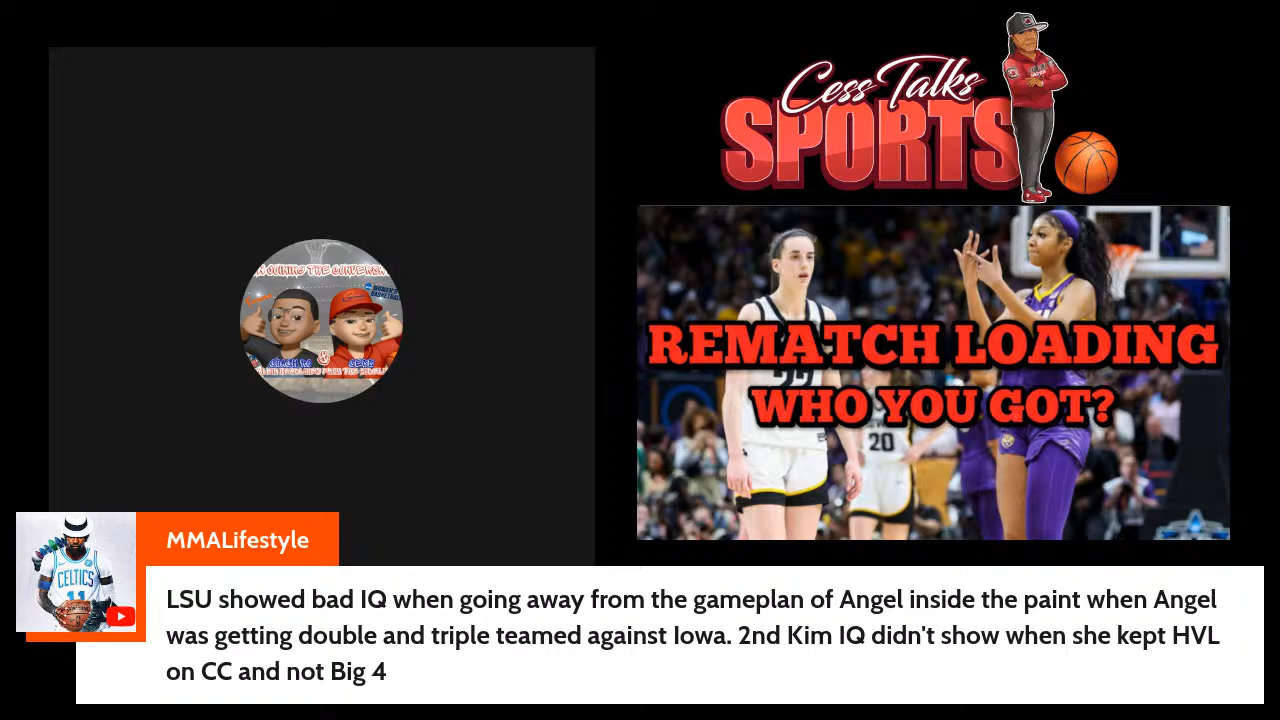 Cess Talks
SPORTS
REMATCH LOADING
WHO YOU GOT?
20
MMALifestyle
CELTICS
11
LSU showed bad IQ when going away from the gameplan of Angel inside the paint when Angel
was getting double and triple teamed against Iowa. 2nd Kim IQ didn't show when she kept HVL
on CC and not Big 4